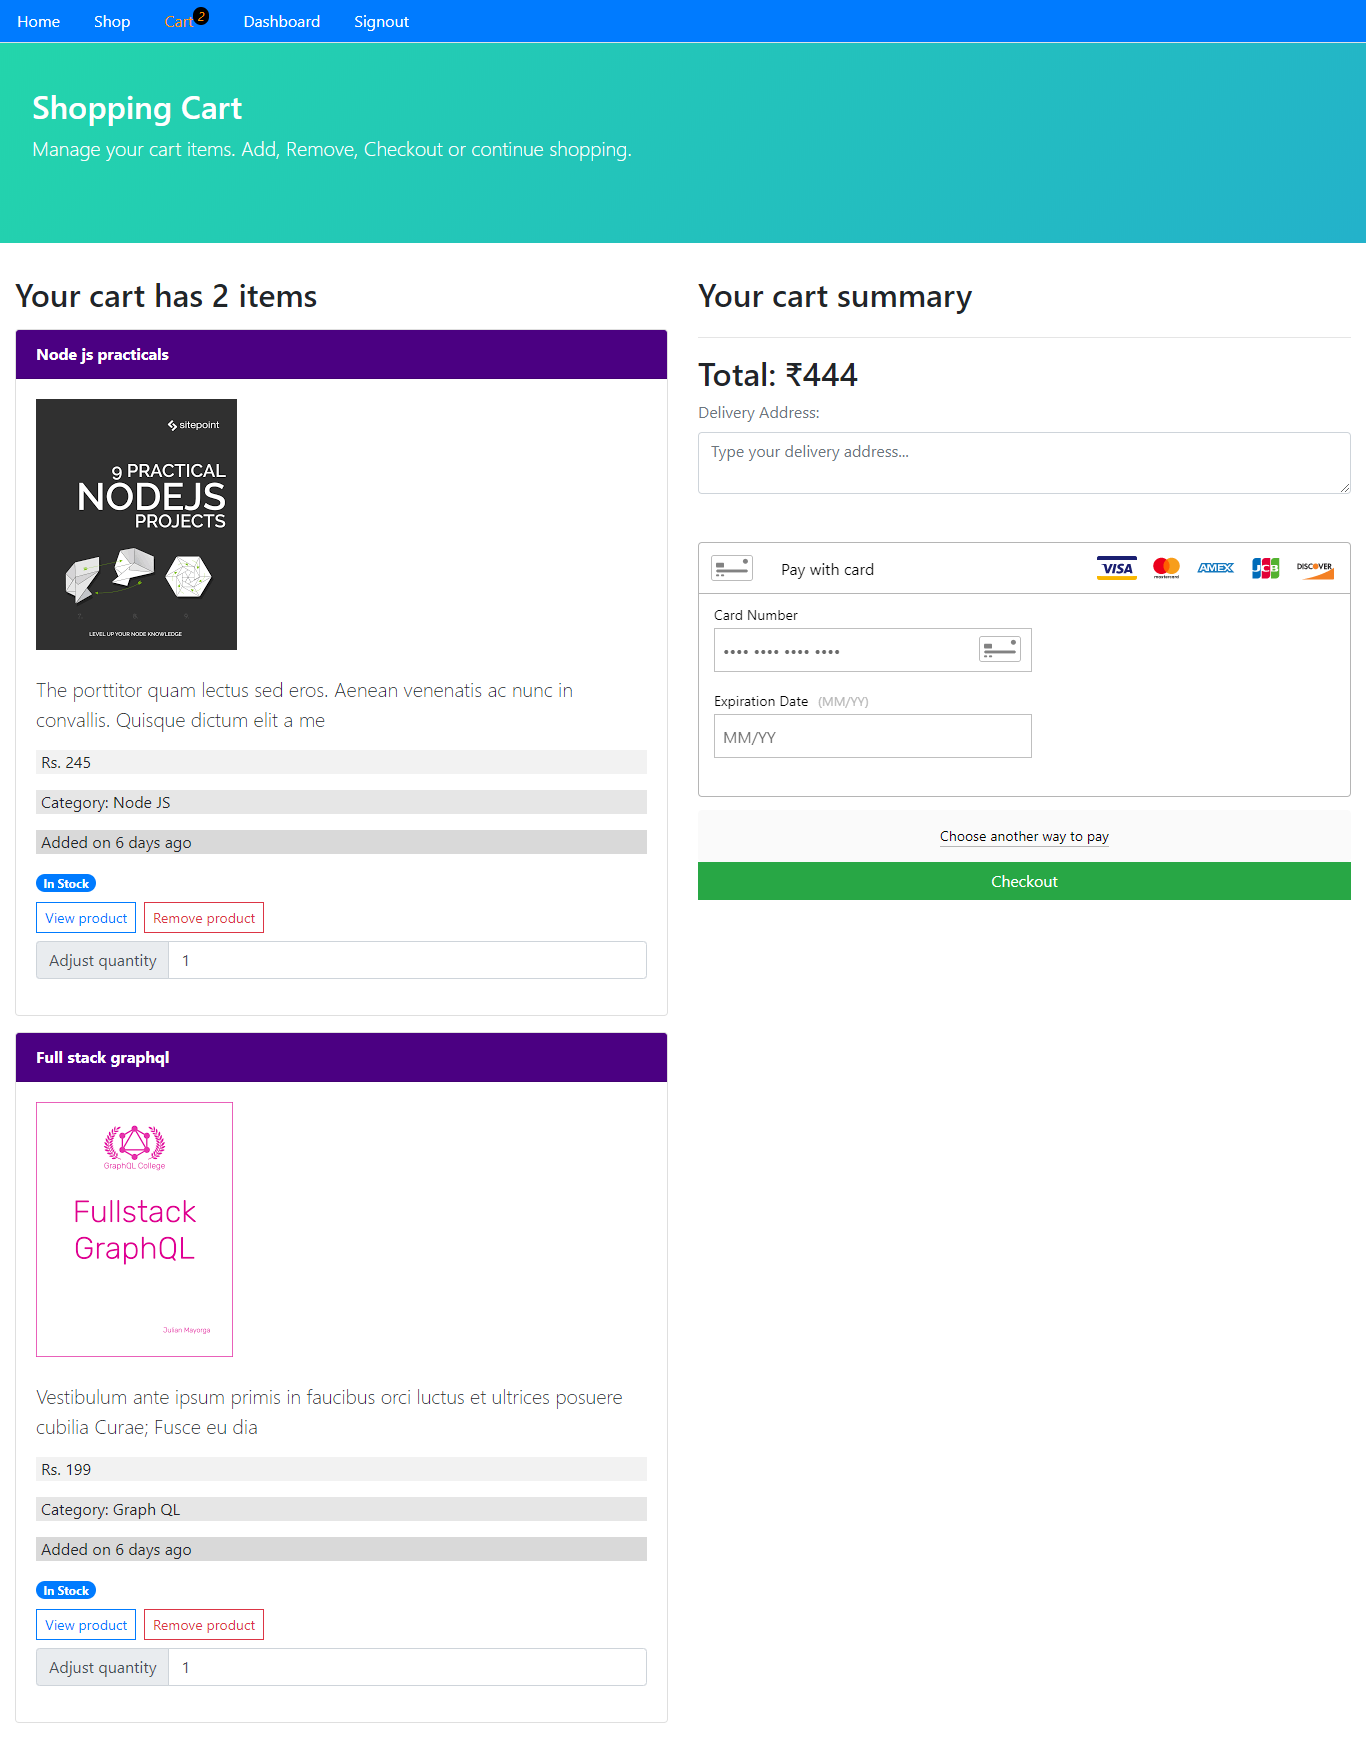 Home Shop Cart 2 Dashboard Signout
Shopping Cart
Manage your cart items. Add, Remove, Checkout or continue shopping.
Your cart has 2 items
Node js practicals
sitepoint
9 PRACTICAL
NODEJS
PROJECTS
LEVEL UP YOUR NODE KNOWLEDGE
The porttitor quam lectus sed eros. Aenean venenatis ac nunc in
convallis. Quisque dictum elit a me
Rs. 245
Category: Node JS
Added on 6 days ago
In Stock
View product Remove product
Adjust quantity 1
Full stack graphql
GraphQL College
Fullstack
GraphQL
Julian Mayorga
Vestibulum ante ipsum primis in faucibus orci luctus et ultrices posuere
cubilia Curae; Fusce eu dia
Rs. 199
Category: Graph QL
Added on 6 days ago
In Stock
View product Remove product
Adjust quantity 1
Your cart summary
Total: ₹444
Delivery Address:
Type your delivery address...
Pay with card VISA mastercard AMEX JCB DISCOVER
Card Number
•••• •••• •••• ••••
Expiration Date (MM/YY)
MM/YY
Choose another way to pay
Checkout